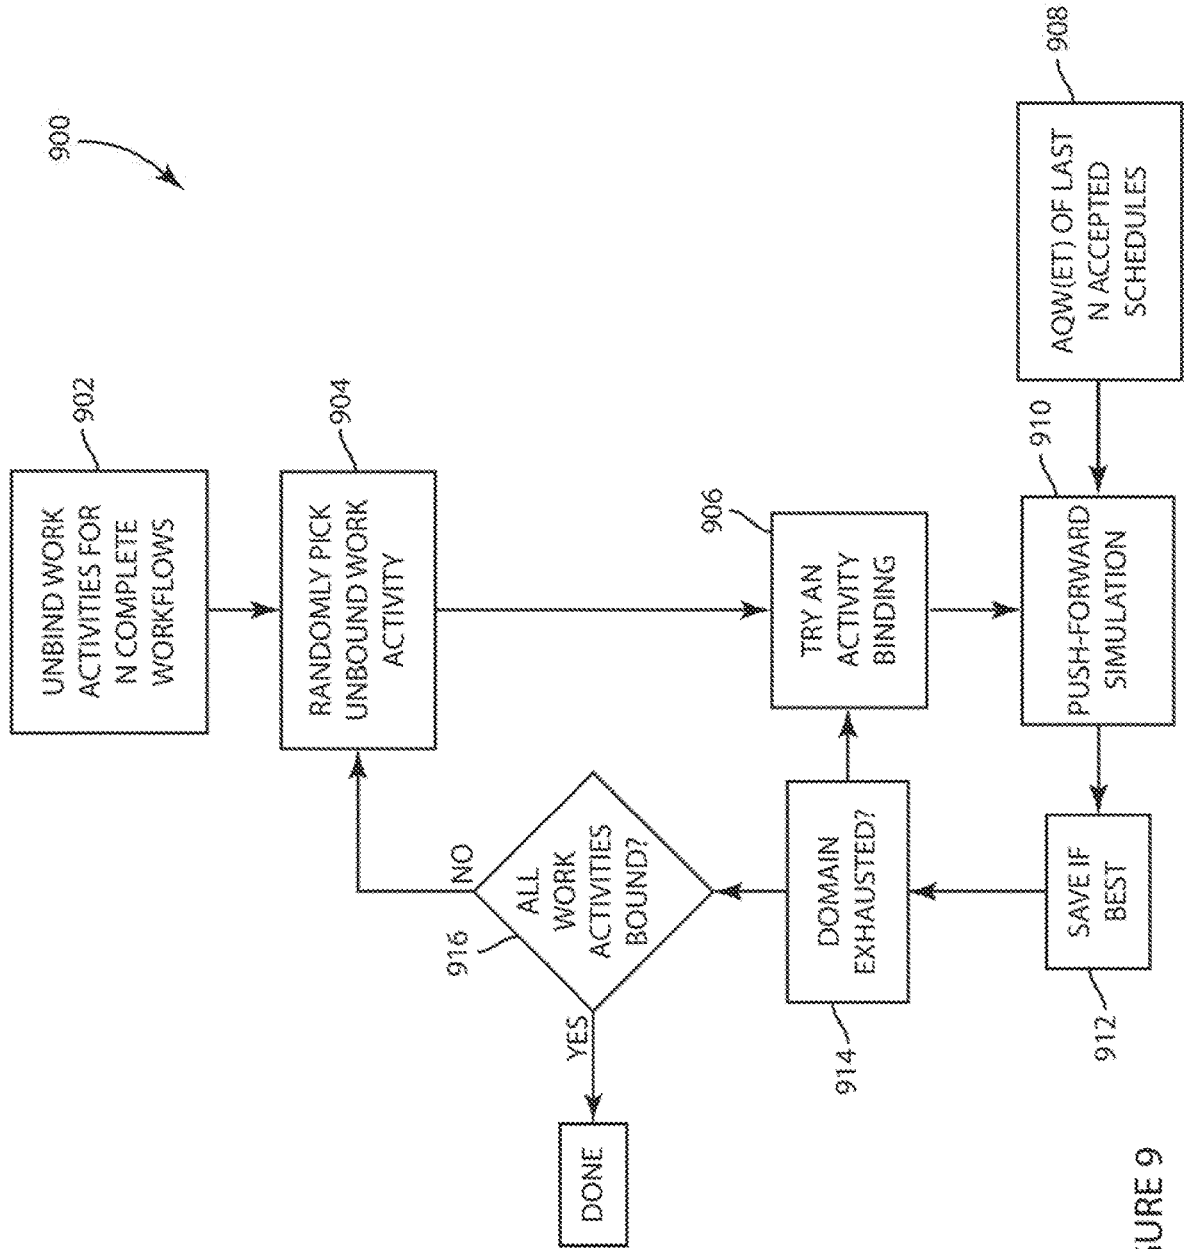 900
902
UNBIND WORK
ACTIVITIES FOR
N COMPLETE
WORKFLOWS
904
RANDOMLY PICK
UNBOUND WORK
ACTIVITY
906
TRY AN
ACTIVITY
BINDING
908
AQW(ET) OF LAST
N ACCEPTED
SCHEDULES
910
PUSH-FORWARD
SIMULATION
SAVE IF
BEST
912
DOMAIN
EXHAUSTED?
914
ALL
WORK
ACTIVITIES
BOUND?
916
NO
YES
DONE
GURE 9